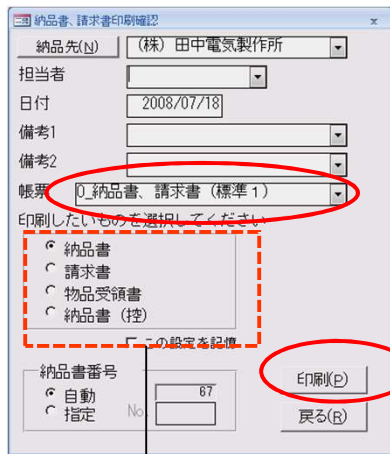 納品書、請求書印刷確認 x
納品先(N) (株) 田中電気製作所
担当者
日付 2008/07/18
備考1
備考2
帳票 0_納品書、請求書 (標準1)
印刷したいものを選択してください
納品書
請求書
物品受領書
納品書 (控)
この設定を記憶
納品書番号
自動 67
指定 No.
印刷(P)
戻る(R)